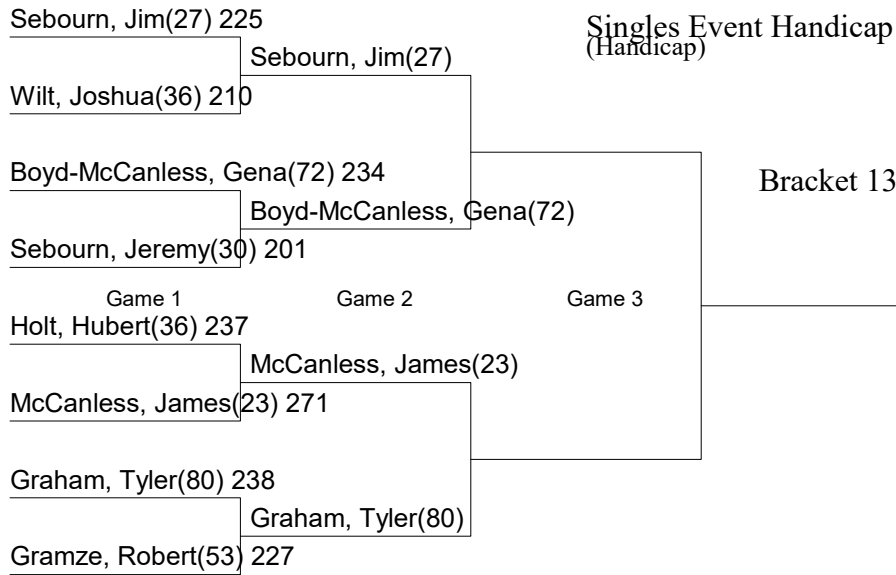 Sebourn, Jim(27) 225
Singles Event Handicap
(Handicap)
Sebourn, Jim(27)
Wilt, Joshua(36) 210
Boyd-McCanless, Gena(72) 234
Bracket 13
Boyd-McCanless, Gena(72)
Sebourn, Jeremy(30) 201
Game 1
Game 2
Game 3
Holt, Hubert(36) 237
McCanless, James(23)
McCanless, James(23) 271
Graham, Tyler(80) 238
Graham, Tyler(80)
Gramze, Robert(53) 227